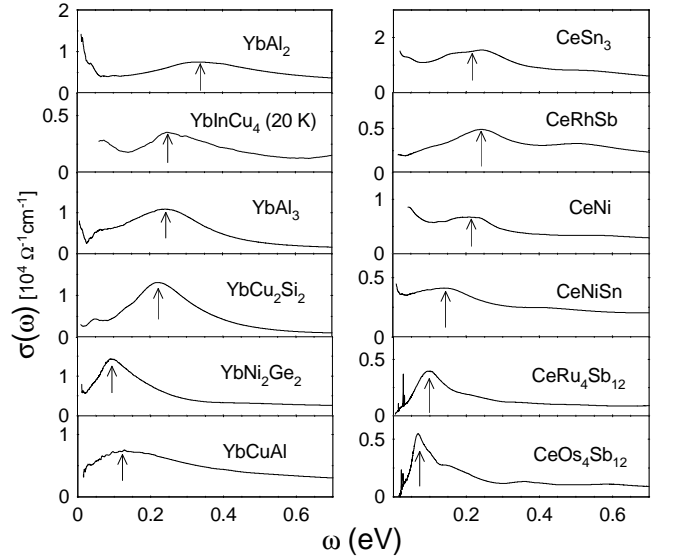 σ(ω) [10⁴ Ω⁻¹cm⁻¹]
2
1
0
YbAl₂
0.5
0
YbInCu₄ (20 K)
1
0
YbAl₃
1
0
YbCu₂Si₂
1
0
YbNi₂Ge₂
1
0
YbCuAl
0 0.2 0.4 0.6
2
0
CeSn₃
0.5
0
CeRhSb
1
0
CeNi
0.5
0
CeNiSn
0.5
0
CeRu₄Sb₁₂
0.5
0
CeOs₄Sb₁₂
0 0.2 0.4 0.6
ω (eV)